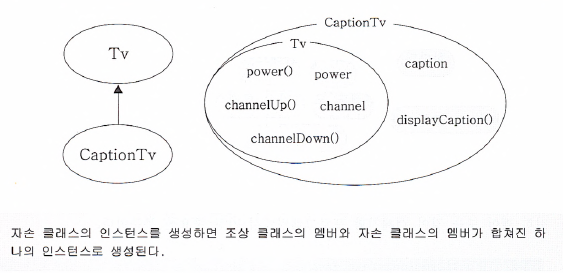 CaptionTv
Tv
Tv
power() power
caption
channelUp() channel
displayCaption()
channelDown()
CaptionTv
자손 클래스의 인스턴스를 생성하면 조상 클래스의 멤버와 자손 클래스의 멤버가 합쳐진 하
나의 인스턴스로 생성된다.